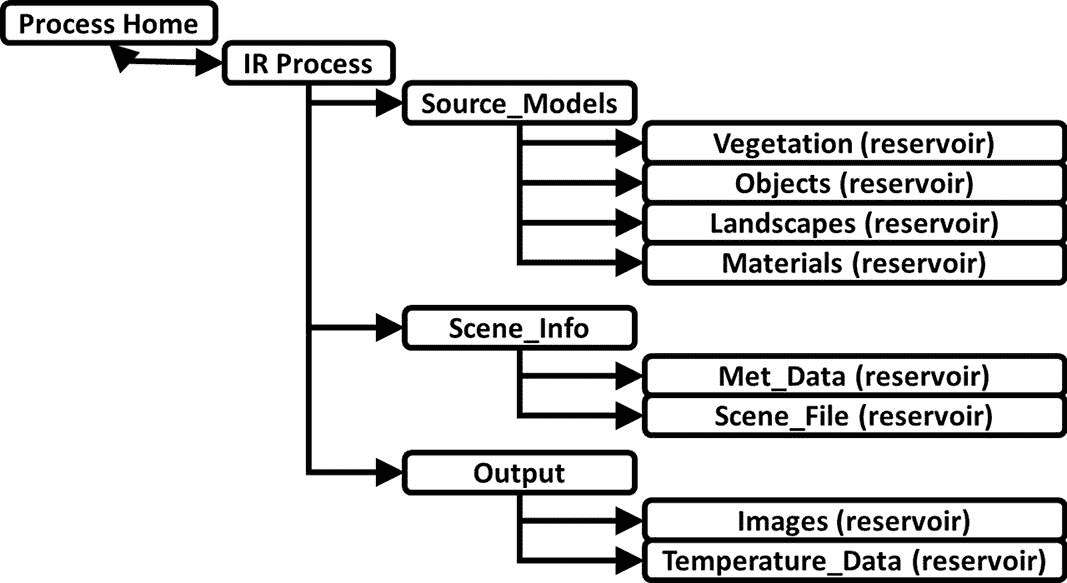 Process Home
IR Process
Source_Models
Vegetation (reservoir)
Objects (reservoir)
Landscapes (reservoir)
Materials (reservoir)
Scene_Info
Met_Data (reservoir)
Scene_File (reservoir)
Output
Images (reservoir)
Temperature_Data (reservoir)